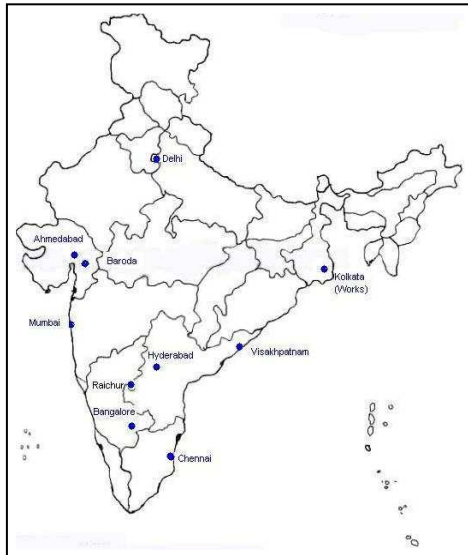 Delhi
Ahmedabad
Baroda
Kolkata
(Works)
Mumbai
Visakhpatnam
Hyderabad
Raichur
Bangalore
Chennai